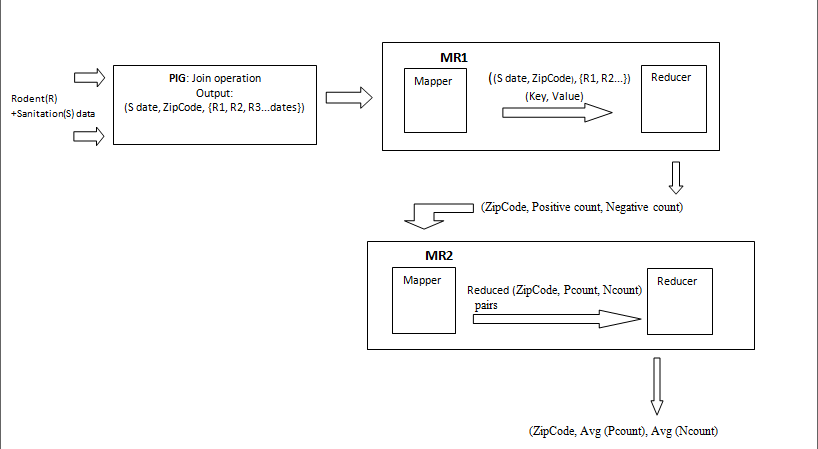 Rodent(R)
+Sanitation(S) data
PIG: Join operation
Output:
(S date, ZipCode, {R1, R2, R3...dates})
MR1
Mapper
((S date, ZipCode), {R1, R2...})
(Key, Value)
Reducer
(ZipCode, Positive count, Negative count)
MR2
Mapper
Reduced (ZipCode, Pcount, Ncount)
pairs
Reducer
(ZipCode, Avg (Pcount), Avg (Ncount)